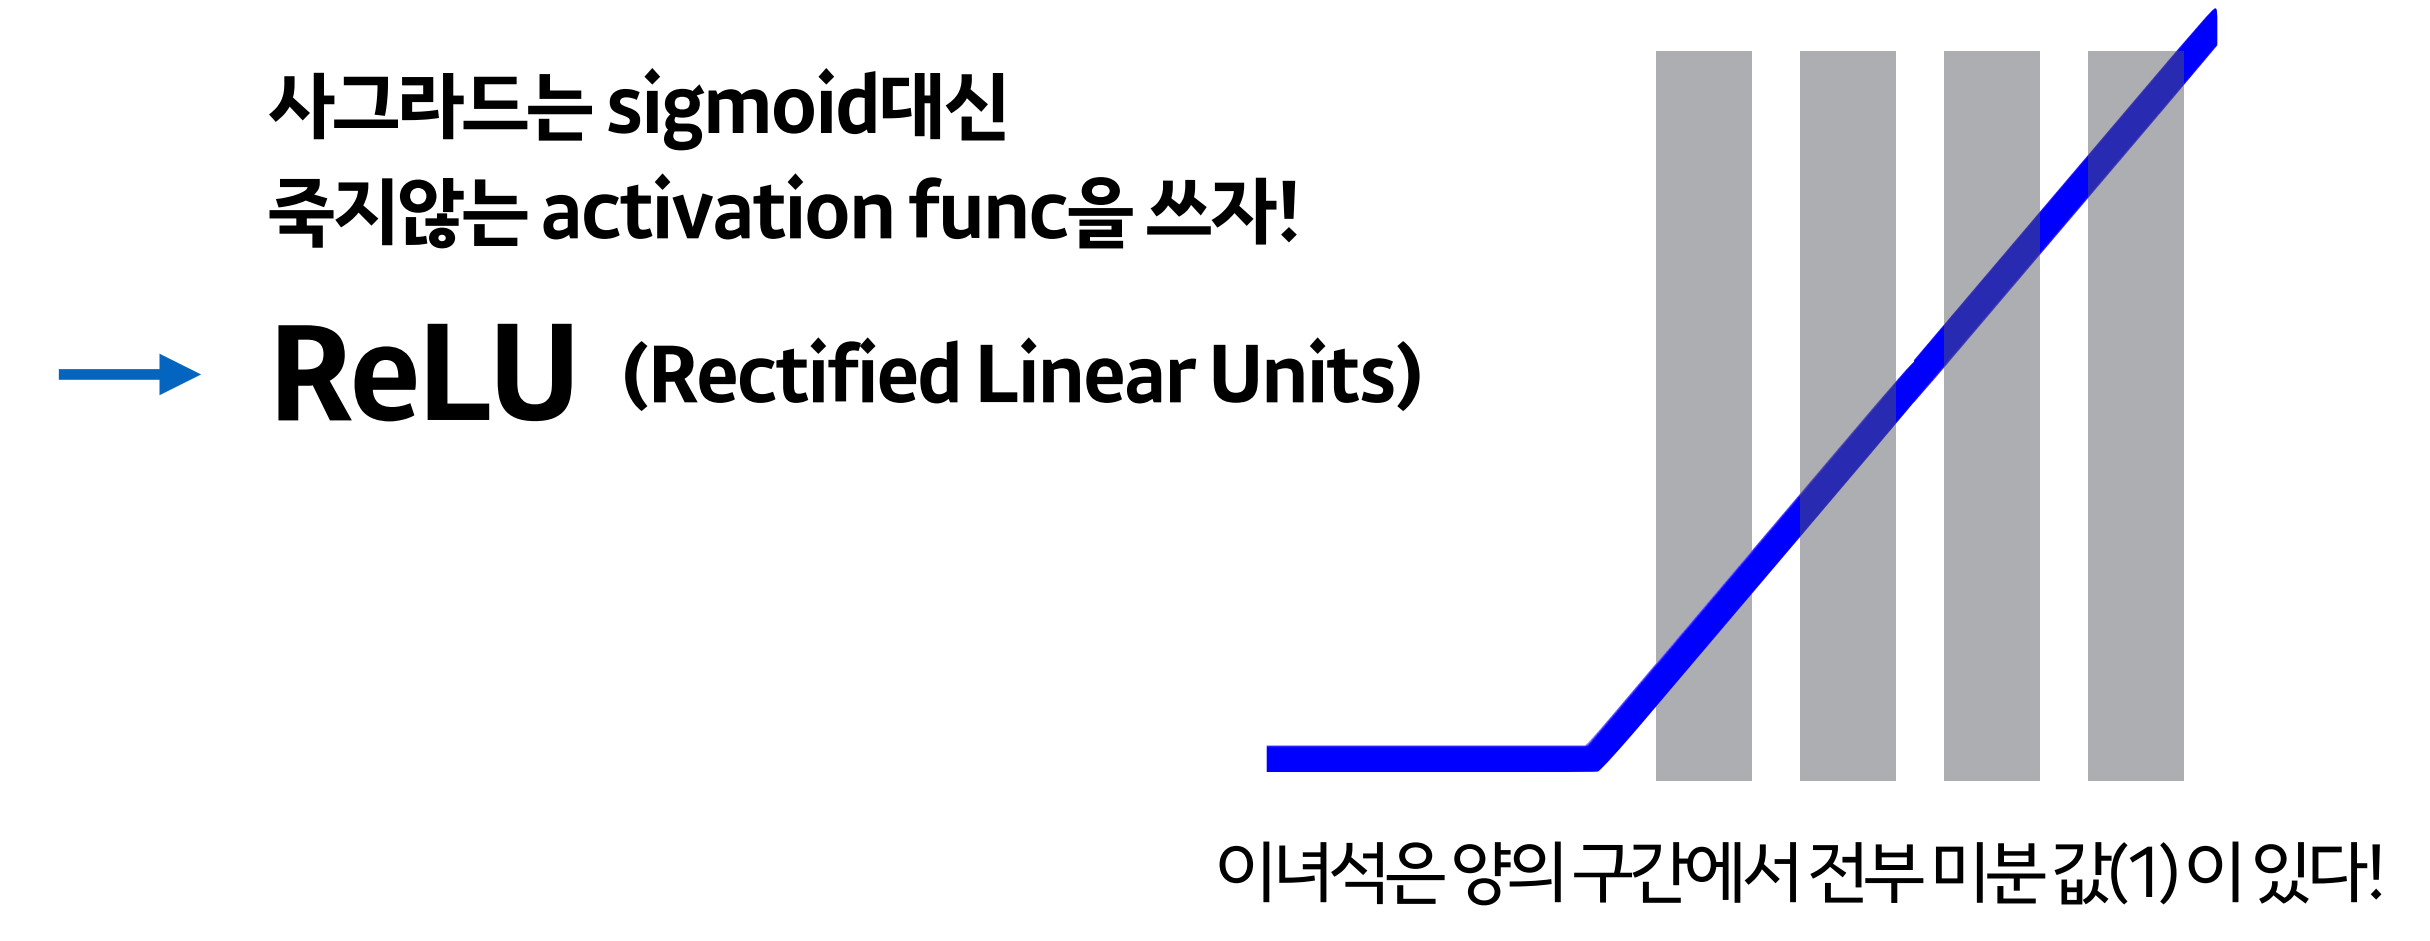 사그라드는 sigmoid대신
죽지않는 activation func을 쓰자!
ReLU (Rectified Linear Units)
이녀석은 양의 구간에서 전부 미분 값(1) 이 있다!